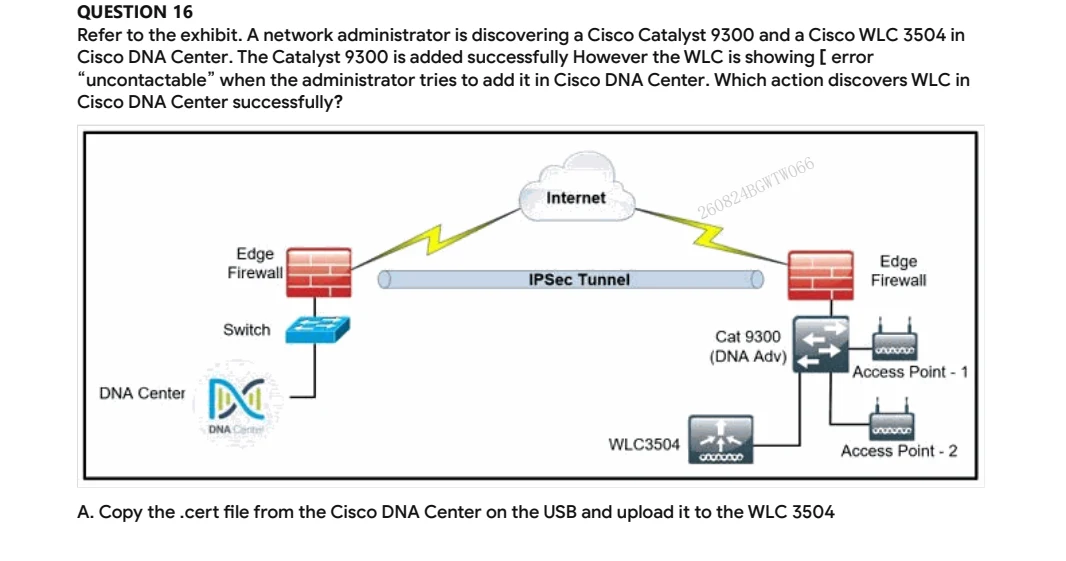 QUESTION 16
Refer to the exhibit. A network administrator is discovering a Cisco Catalyst 9300 and a Cisco WLC 3504 in
Cisco DNA Center. The Catalyst 9300 is added successfully However the WLC is showing [ error
“uncontactable” when the administrator tries to add it in Cisco DNA Center. Which action discovers WLC in
Cisco DNA Center successfully?
260824BGWTW066
Internet
Edge
Firewall
IPSec Tunnel
Edge
Firewall
Switch
Cat 9300
(DNA Adv)
Access Point - 1
DNA Center
DNA Center
WLC3504
Access Point - 2
A. Copy the .cert file from the Cisco DNA Center on the USB and upload it to the WLC 3504